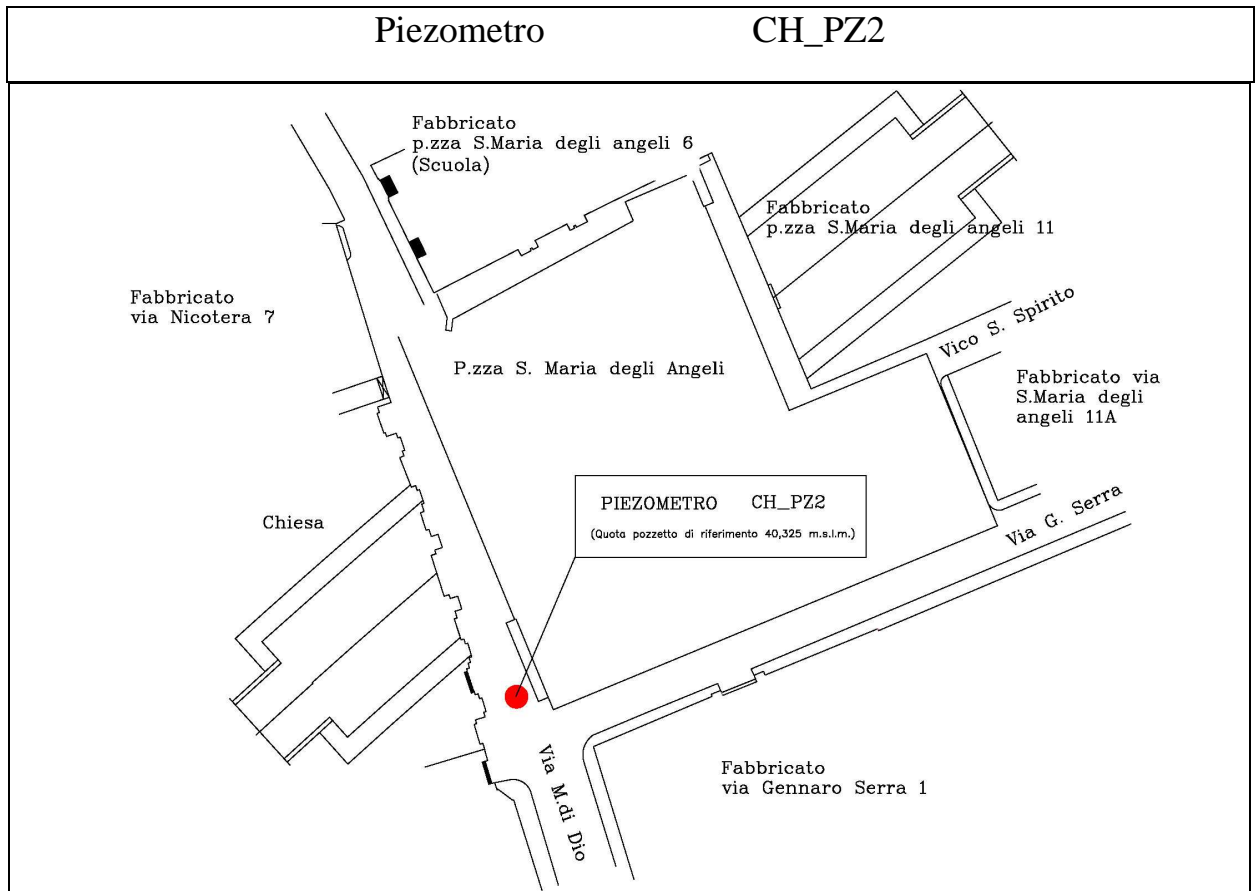 Piezometro CH_PZ2
Fabbricato
p.zza S.Maria degli angeli 6
(Scuola)
Fabbricato
p.zza S.Maria degli angeli 11
Fabbricato
via Nicotera 7
Vico S. Spirito
P.zza S. Maria degli Angeli
Fabbricato via
S.Maria degli
angeli 11A
PIEZOMETRO CH_PZ2
(Quota pozzetto di riferimento 40,325 m.s.l.m.)
Chiesa
Via G. Serra
Via M.di Dio
Fabbricato
via Gennaro Serra 1